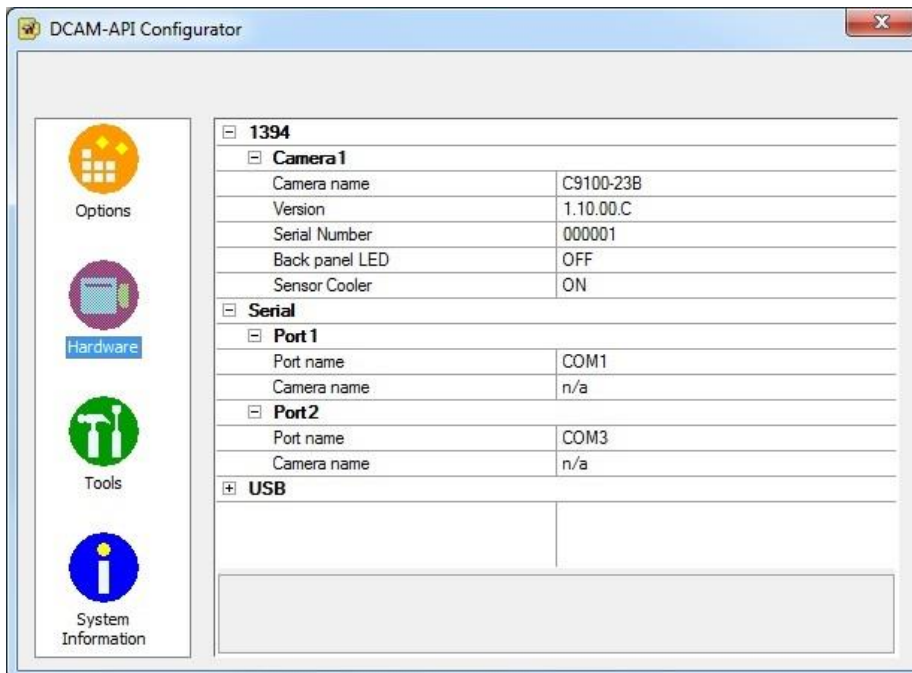 DCAM-API Configurator
Options
Hardware
Tools
System
Information
1394
Camera1
Camera name C9100-23B
Version 1.10.00.C
Serial Number 000001
Back panel LED OFF
Sensor Cooler ON
Serial
Port1
Port name COM1
Camera name n/a
Port2
Port name COM3
Camera name n/a
USB